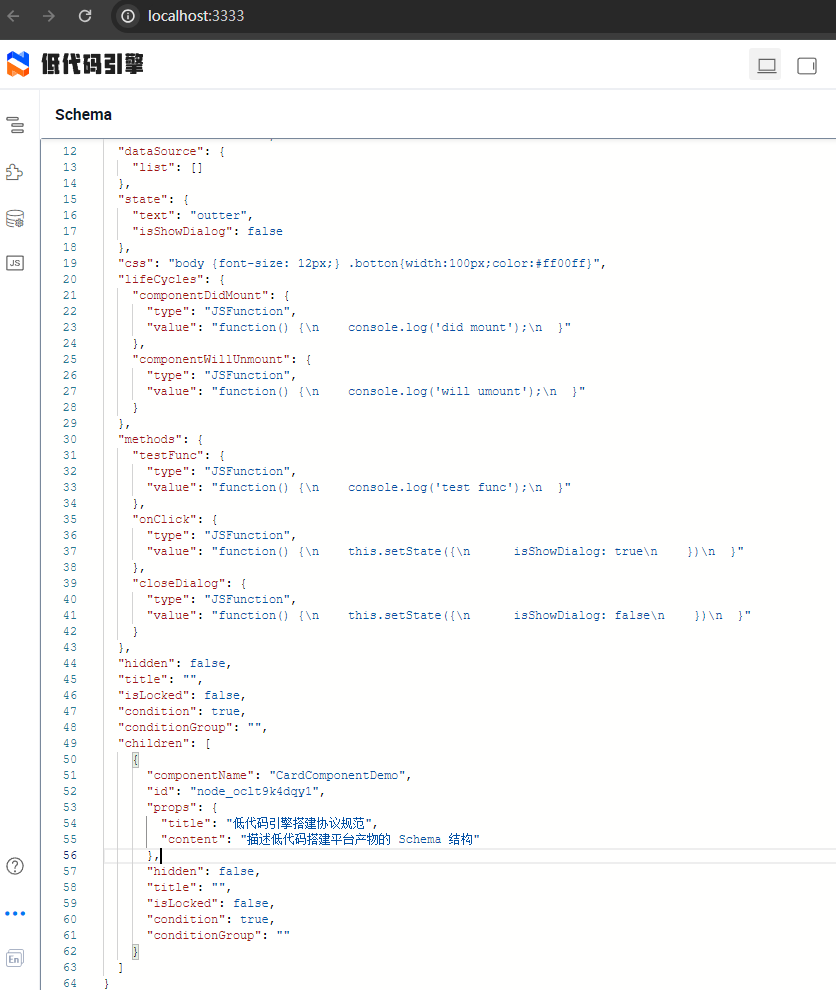 localhost:3333
低代码引擎
Schema
12 "dataSource": {
13 "list": []
14 },
15 "state": {
16 "text": "outter",
17 "isShowDialog": false
18 },
19 "css": "body {font-size: 12px;} .botton{width:100px;color:#ff00ff}",
20 "lifeCycles": {
21 "componentDidMount": {
22 "type": "JSFunction",
23 "value": "function() {\n    console.log('did mount');\n  }"
24 },
25 "componentWillUnmount": {
26 "type": "JSFunction",
27 "value": "function() {\n    console.log('will umount');\n  }"
28 }
29 },
30 "methods": {
31 "testFunc": {
32 "type": "JSFunction",
33 "value": "function() {\n    console.log('test func');\n  }"
34 },
35 "onClick": {
36 "type": "JSFunction",
37 "value": "function() {\n    this.setState({\n      isShowDialog: true\n    })\n  }"
38 },
39 "closeDialog": {
40 "type": "JSFunction",
41 "value": "function() {\n    this.setState({\n      isShowDialog: false\n    })\n  }"
42 }
43 },
44 "hidden": false,
45 "title": "",
46 "isLocked": false,
47 "condition": true,
48 "conditionGroup": "",
49 "children": [
50 {
51 "componentName": "CardComponentDemo",
52 "id": "node_oclt9k4dqy1",
53 "props": {
54 "title": "低代码引擎搭建协议规范",
55 "content": "描述低代码搭建平台产物的 Schema 结构"
56 },
57 "hidden": false,
58 "title": "",
59 "isLocked": false,
60 "condition": true,
61 "conditionGroup": ""
62 }
63 ]
64 }
JS
En